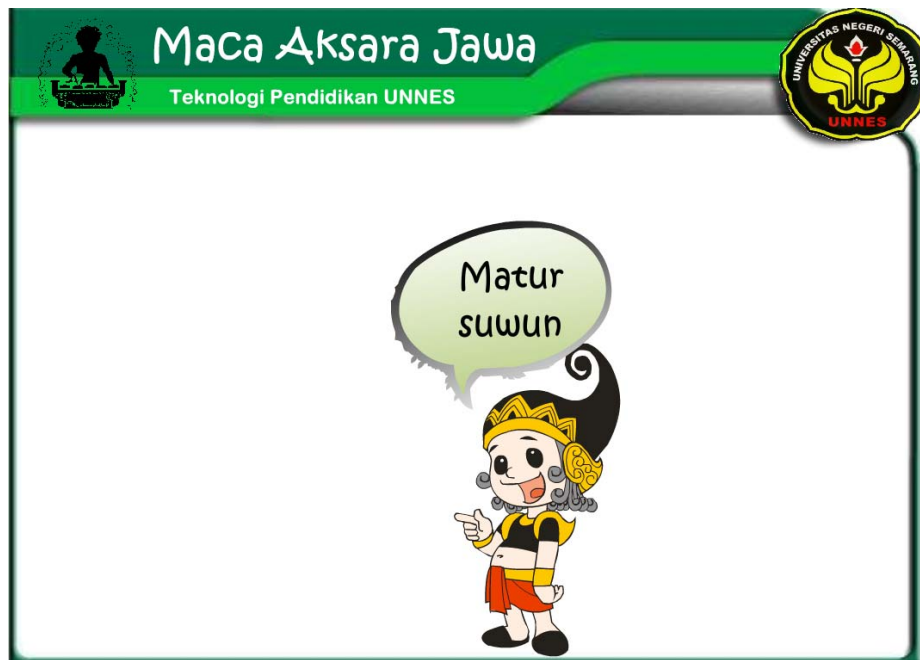 Maca Aksara Jawa
Teknologi Pendidikan UNNES
UNIVERSITAS NEGERI SEMARANG
UNNES
Matur
suwun